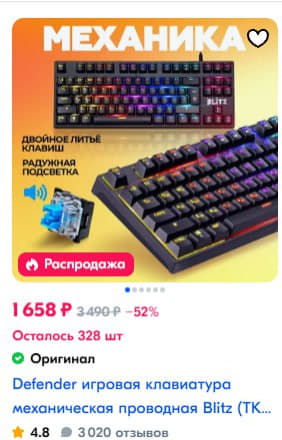 МЕХАНИКА
BLiTZ
ДВОЙНОЕ ЛИТЬЁ
КЛАВИШ
РАДУЖНАЯ
ПОДСВЕТКА
Распродажа
1 658 ₽ 3 490 ₽ −52%
Осталось 328 шт
Оригинал
Defender игровая клавиатура
механическая проводная Blitz (TK...
4.8 3 020 отзывов